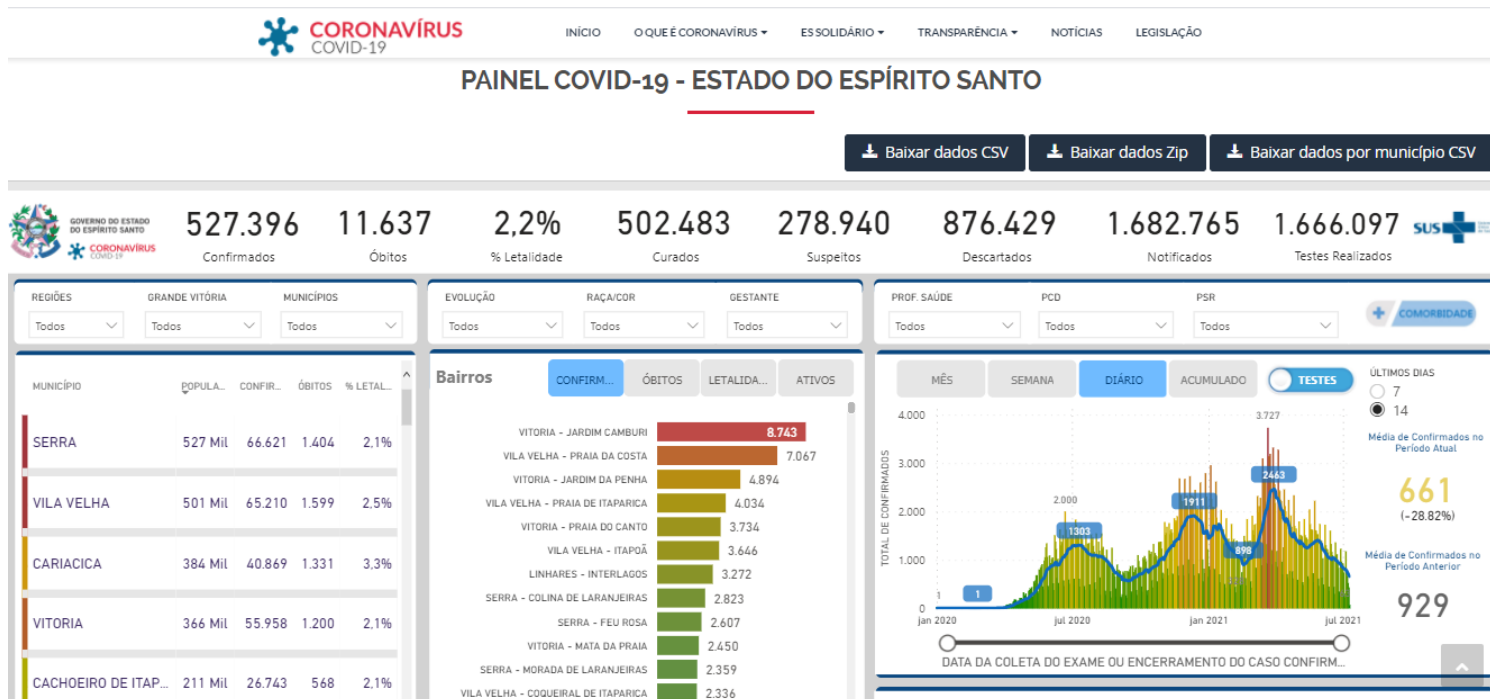 CORONAVÍRUS
COVID-19
INÍCIO
O QUE É CORONAVÍRUS
ES SOLIDÁRIO
TRANSPARÊNCIA
NOTÍCIAS
LEGISLAÇÃO
PAINEL COVID-19 - ESTADO DO ESPÍRITO SANTO
Baixar dados CSV
Baixar dados Zip
Baixar dados por município CSV
GOVERNO DO ESTADO
DO ESPÍRITO SANTO
CORONAVÍRUS
COVID-19
527.396
Confirmados
11.637
Óbitos
2,2%
% Letalidade
502.483
Curados
278.940
Suspeitos
876.429
Descartados
1.682.765
Notificados
1.666.097
Testes Realizados
SUS
REGIÕES
Todos
GRANDE VITÓRIA
Todos
MUNICÍPIOS
Todos
EVOLUÇÃO
Todos
RAÇA/COR
Todos
GESTANTE
Todos
PROF. SAÚDE
Todos
PCD
Todos
PSR
Todos
COMORBIDADE
MUNICÍPIO POPULA... CONFIR... ÓBITOS % LETAL...
SERRA 527 Mil 66.621 1.404 2,1%
VILA VELHA 501 Mil 65.210 1.599 2,5%
CARIACICA 384 Mil 40.869 1.331 3,3%
VITORIA 366 Mil 55.958 1.200 2,1%
CACHOEIRO DE ITAP... 211 Mil 26.743 568 2,1%
Bairros
CONFIRM...
ÓBITOS
LETALIDA...
ATIVOS
VITORIA - JARDIM CAMBURI 8.743
VILA VELHA - PRAIA DA COSTA 7.067
VITORIA - JARDIM DA PENHA 4.894
VILA VELHA - PRAIA DE ITAPARICA 4.034
VITORIA - PRAIA DO CANTO 3.734
VILA VELHA - ITAPOÃ 3.646
LINHARES - INTERLAGOS 3.272
SERRA - COLINA DE LARANJEIRAS 2.823
SERRA - FEU ROSA 2.607
VITORIA - MATA DA PRAIA 2.450
SERRA - MORADA DE LARANJEIRAS 2.359
VILA VELHA - COQUEIRAL DE ITAPARICA 2.336
MÊS
SEMANA
DIÁRIO
ACUMULADO
TESTES
TOTAL DE CONFIRMADOS
4.000
3.000
2.000
1.000
0
1
1
2.000
1303
1911
898
3.727
2463
jan 2020
jul 2020
jan 2021
jul 2021
DATA DA COLETA DO EXAME OU ENCERRAMENTO DO CASO CONFIRM...
ÚLTIMOS DIAS
7
14
Média de Confirmados no
Período Atual
661
(-28.82%)
Média de Confirmados no
Período Anterior
929